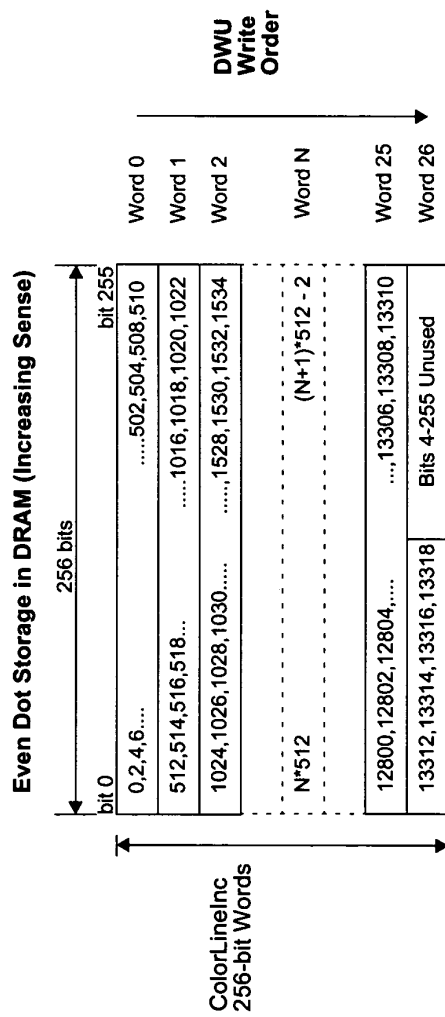 Even Dot Storage in DRAM (Increasing Sense)
256 bits
bit 0
bit 255
0,2,4,6.....
......502,504,508,510
Word 0
512,514,516,518...
......1016,1018,1020,1022
Word 1
1024,1026,1028,1030......
......,1528,1530,1532,1534
Word 2
N*512
(N+1)*512 - 2
Word N
12800,12802,12804,.....
...,13306,13308,13310
Word 25
13312,13314,13316,13318
Bits 4-255 Unused
Word 26
ColorLineInc
256-bit Words
DWU
Write
Order